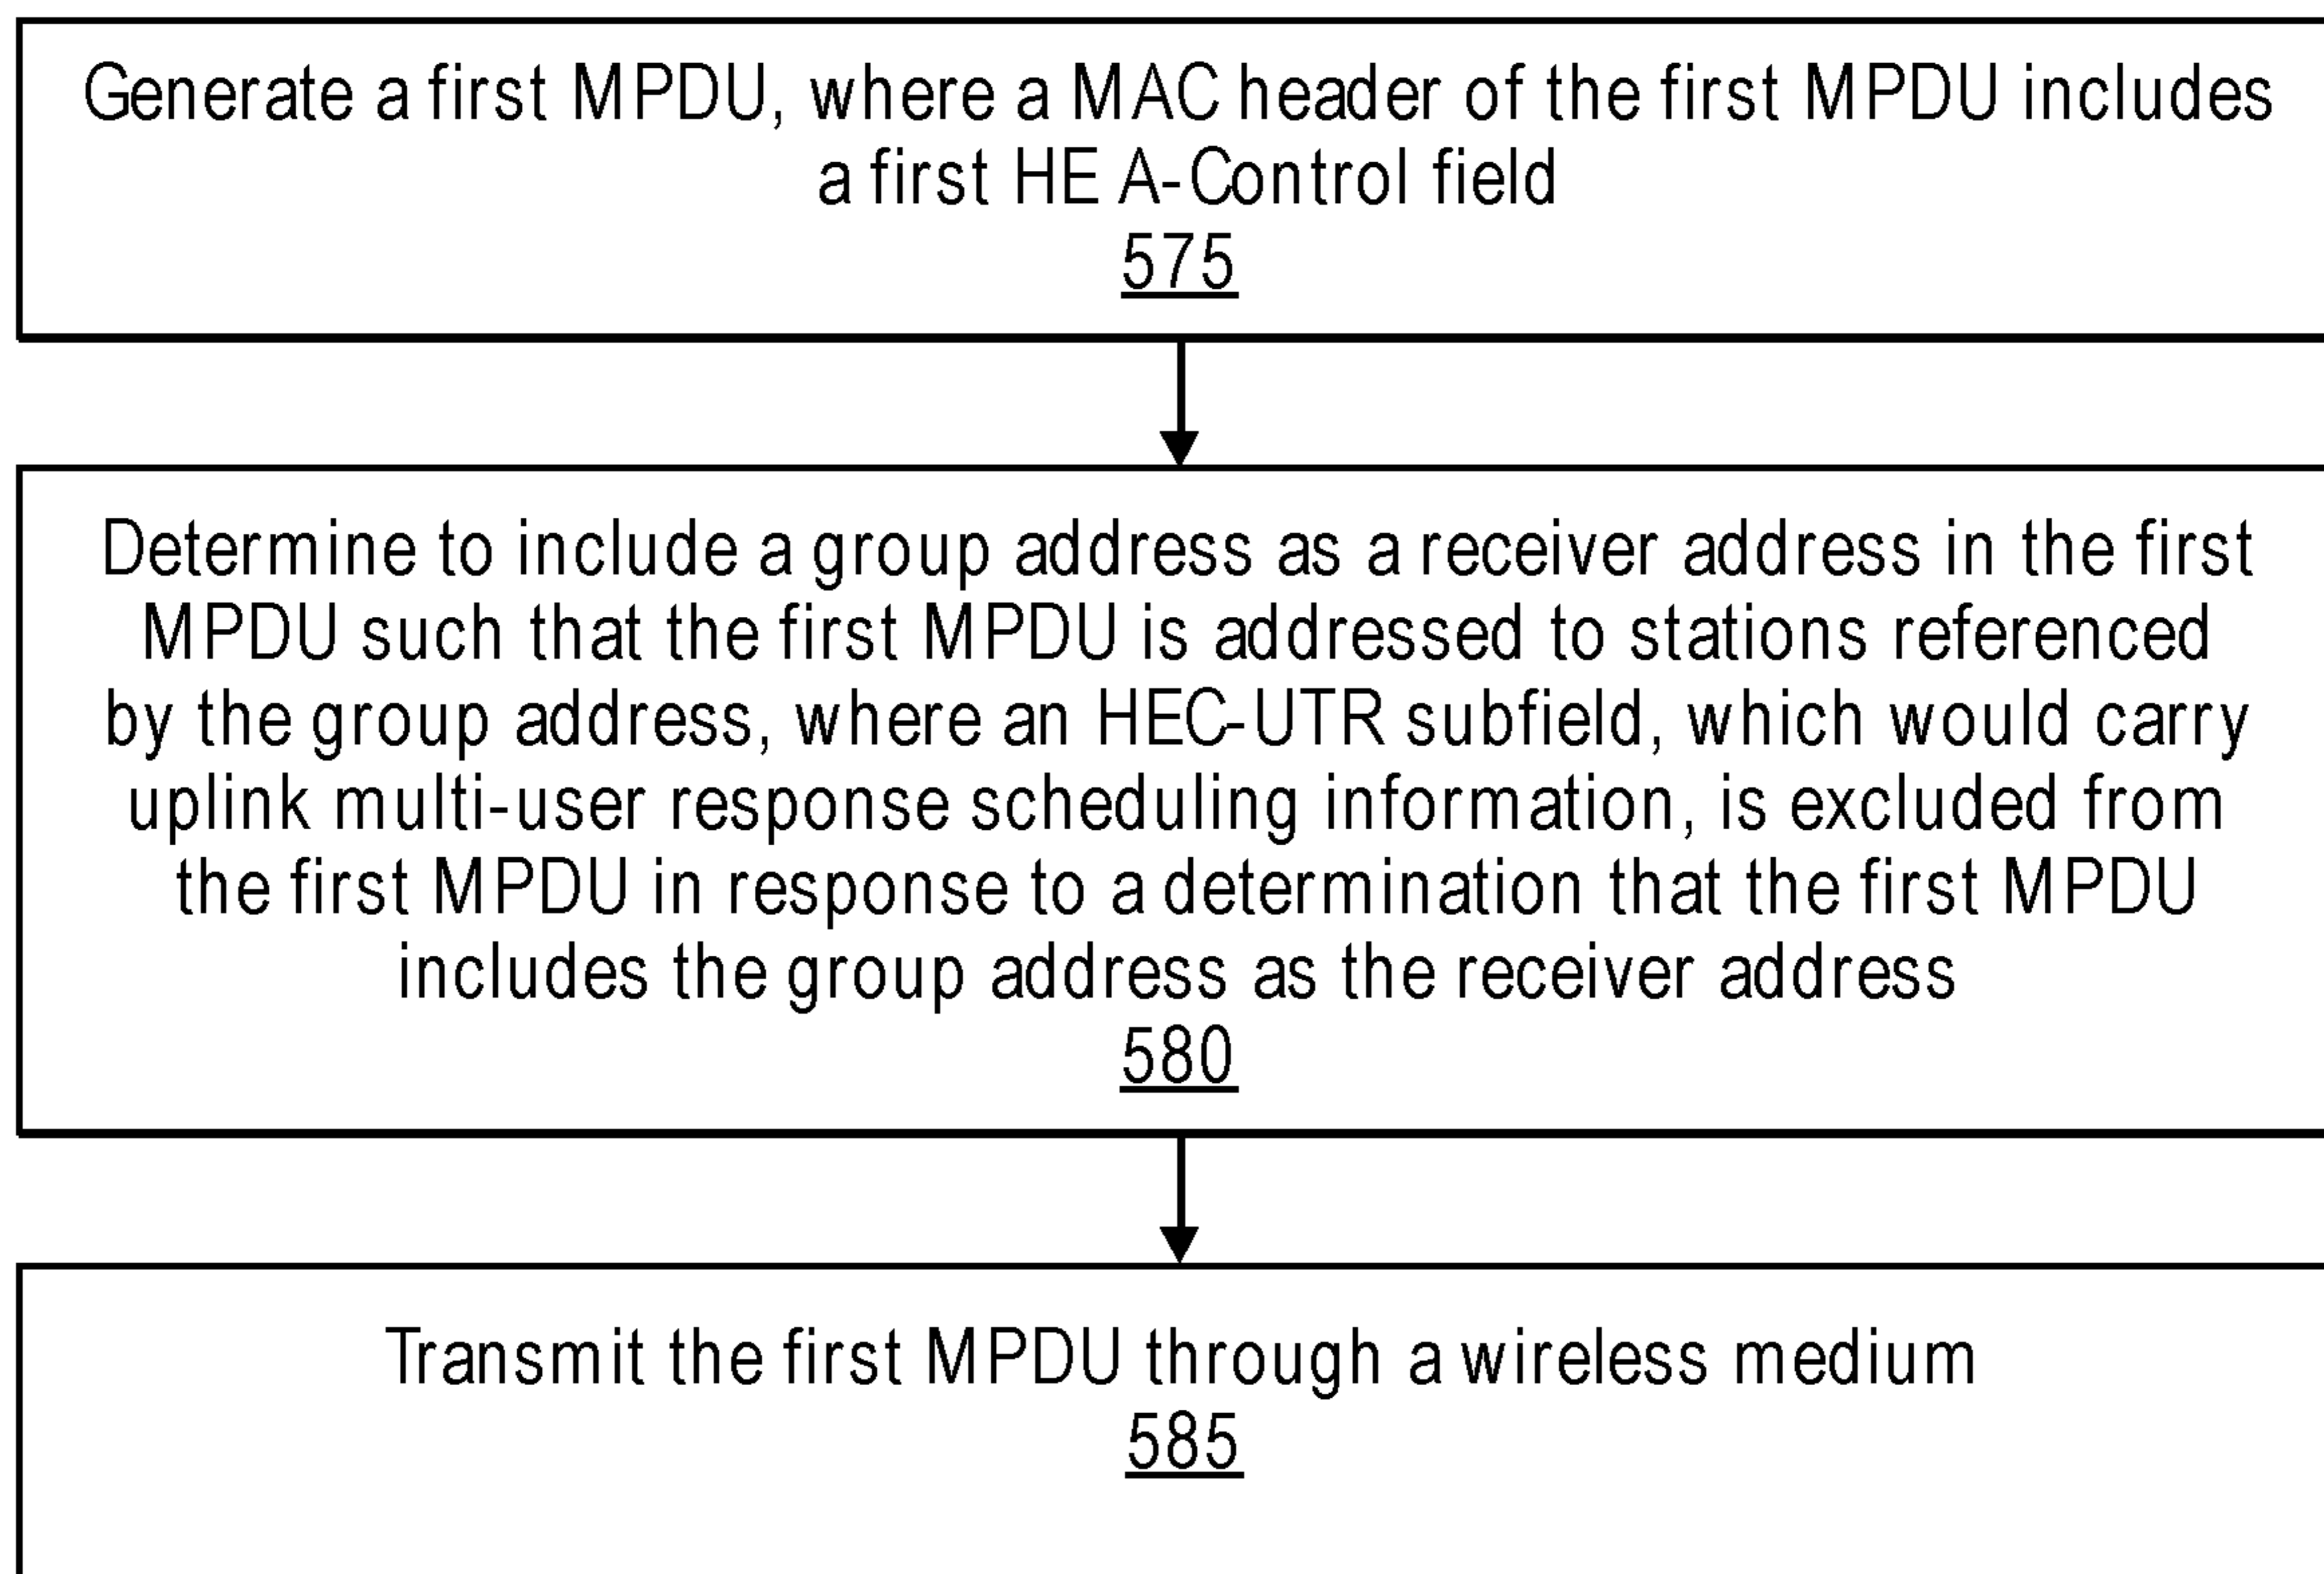 Generate a first MPDU, where a MAC header of the first MPDU includes
a first HE A-Control field
575
Determine to include a group address as a receiver address in the first
MPDU such that the first MPDU is addressed to stations referenced
by the group address, where an HEC-UTR subfield, which would carry
uplink multi-user response scheduling information, is excluded from
the first MPDU in response to a determination that the first MPDU
includes the group address as the receiver address
580
Transmit the first MPDU through a wireless medium
585